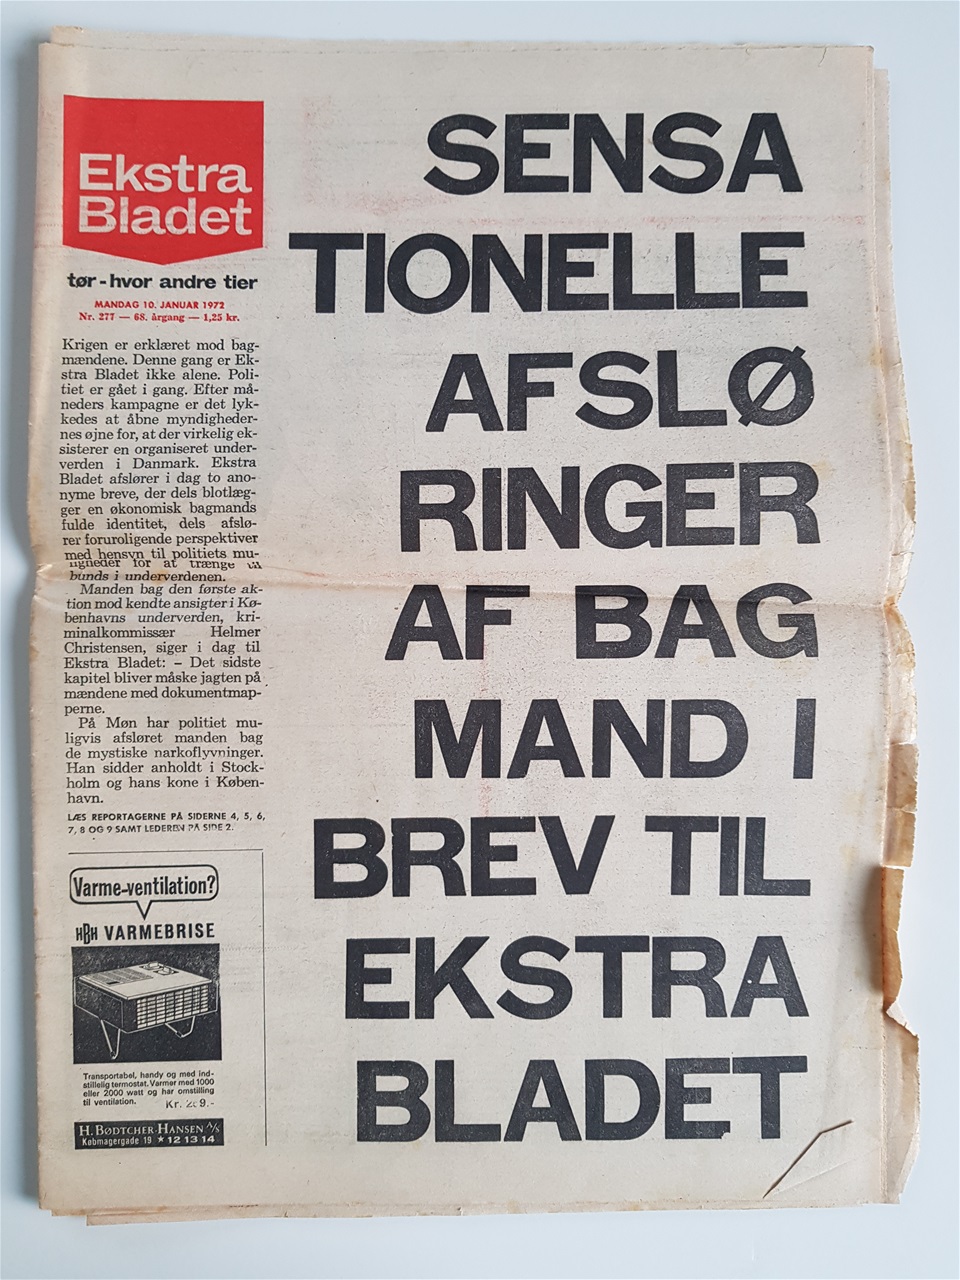 Ekstra
Bladet
tør - hvor andre tier
MANDAG 10. JANUAR 1972
Nr. 277 — 68. årgang — 1,25 kr.
Krigen er erklæret mod bag-
mændene. Denne gang er Ek-
stra Bladet ikke alene. Poli-
tiet er gået i gang. Efter må-
neders kampagne er det lyk-
kedes at åbne myndigheder-
nes øjne for, at der virkelig ek-
sisterer en organiseret under-
verden i Danmark. Ekstra
Bladet afslører i dag to ano-
nyme breve, der dels blotlæg-
ger en økonomisk bagmands
fulde identitet, dels afslø-
rer foruroligende perspektiver
med hensyn til politiets mu-
ligheder for at trænge til
bunds i underverdenen.
Manden bag den første ak-
tion mod kendte ansigter i Kø-
benhavns underverden, kri-
minalkommissær Helmer
Christensen, siger i dag til
Ekstra Bladet: – Det sidste
kapitel bliver måske jagten på
mændene med dokumentmap-
perne.
På Møn har politiet mu-
ligvis afsløret manden bag
de mystiske narkoflyvninger.
Han sidder anholdt i Stock-
holm og hans kone i Køben-
havn.
LÆS REPORTAGERNE PÅ SIDERNE 4, 5, 6,
7, 8 OG 9 SAMT LEDEREN PÅ SIDE 2.
Varme-ventilation?
HBH VARMEBRISE
Transportabel, handy og med ind-
stillelig termostat. Varmer med 1000
eller 2000 watt og har omstilling
til ventilation. Kr.
H. BØDTCHER-HANSEN A/S
Købmagergade 19 ★ 12 13 14
SENSA
TIONELLE
AFSLØ
RINGER
AF BAG
MAND I
BREV TIL
EKSTRA
BLADET